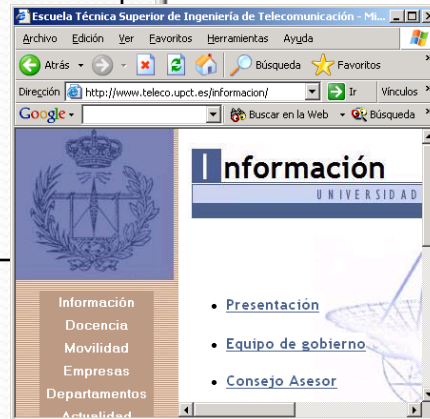 Escuela Técnica Superior de Ingeniería de Telecomunicación - Mi...
Archivo Edición Ver Favoritos Herramientas Ayuda
Atrás Búsqueda Favoritos
Dirección http://www.teleco.upct.es/informacion/ Ir Vínculos
Google Buscar en la Web Búsqueda
Información
UNIVERSIDAD
Información
Docencia
Movilidad
Empresas
Departamentos
Actualidad
• Presentación
• Equipo de gobierno
• Consejo Asesor